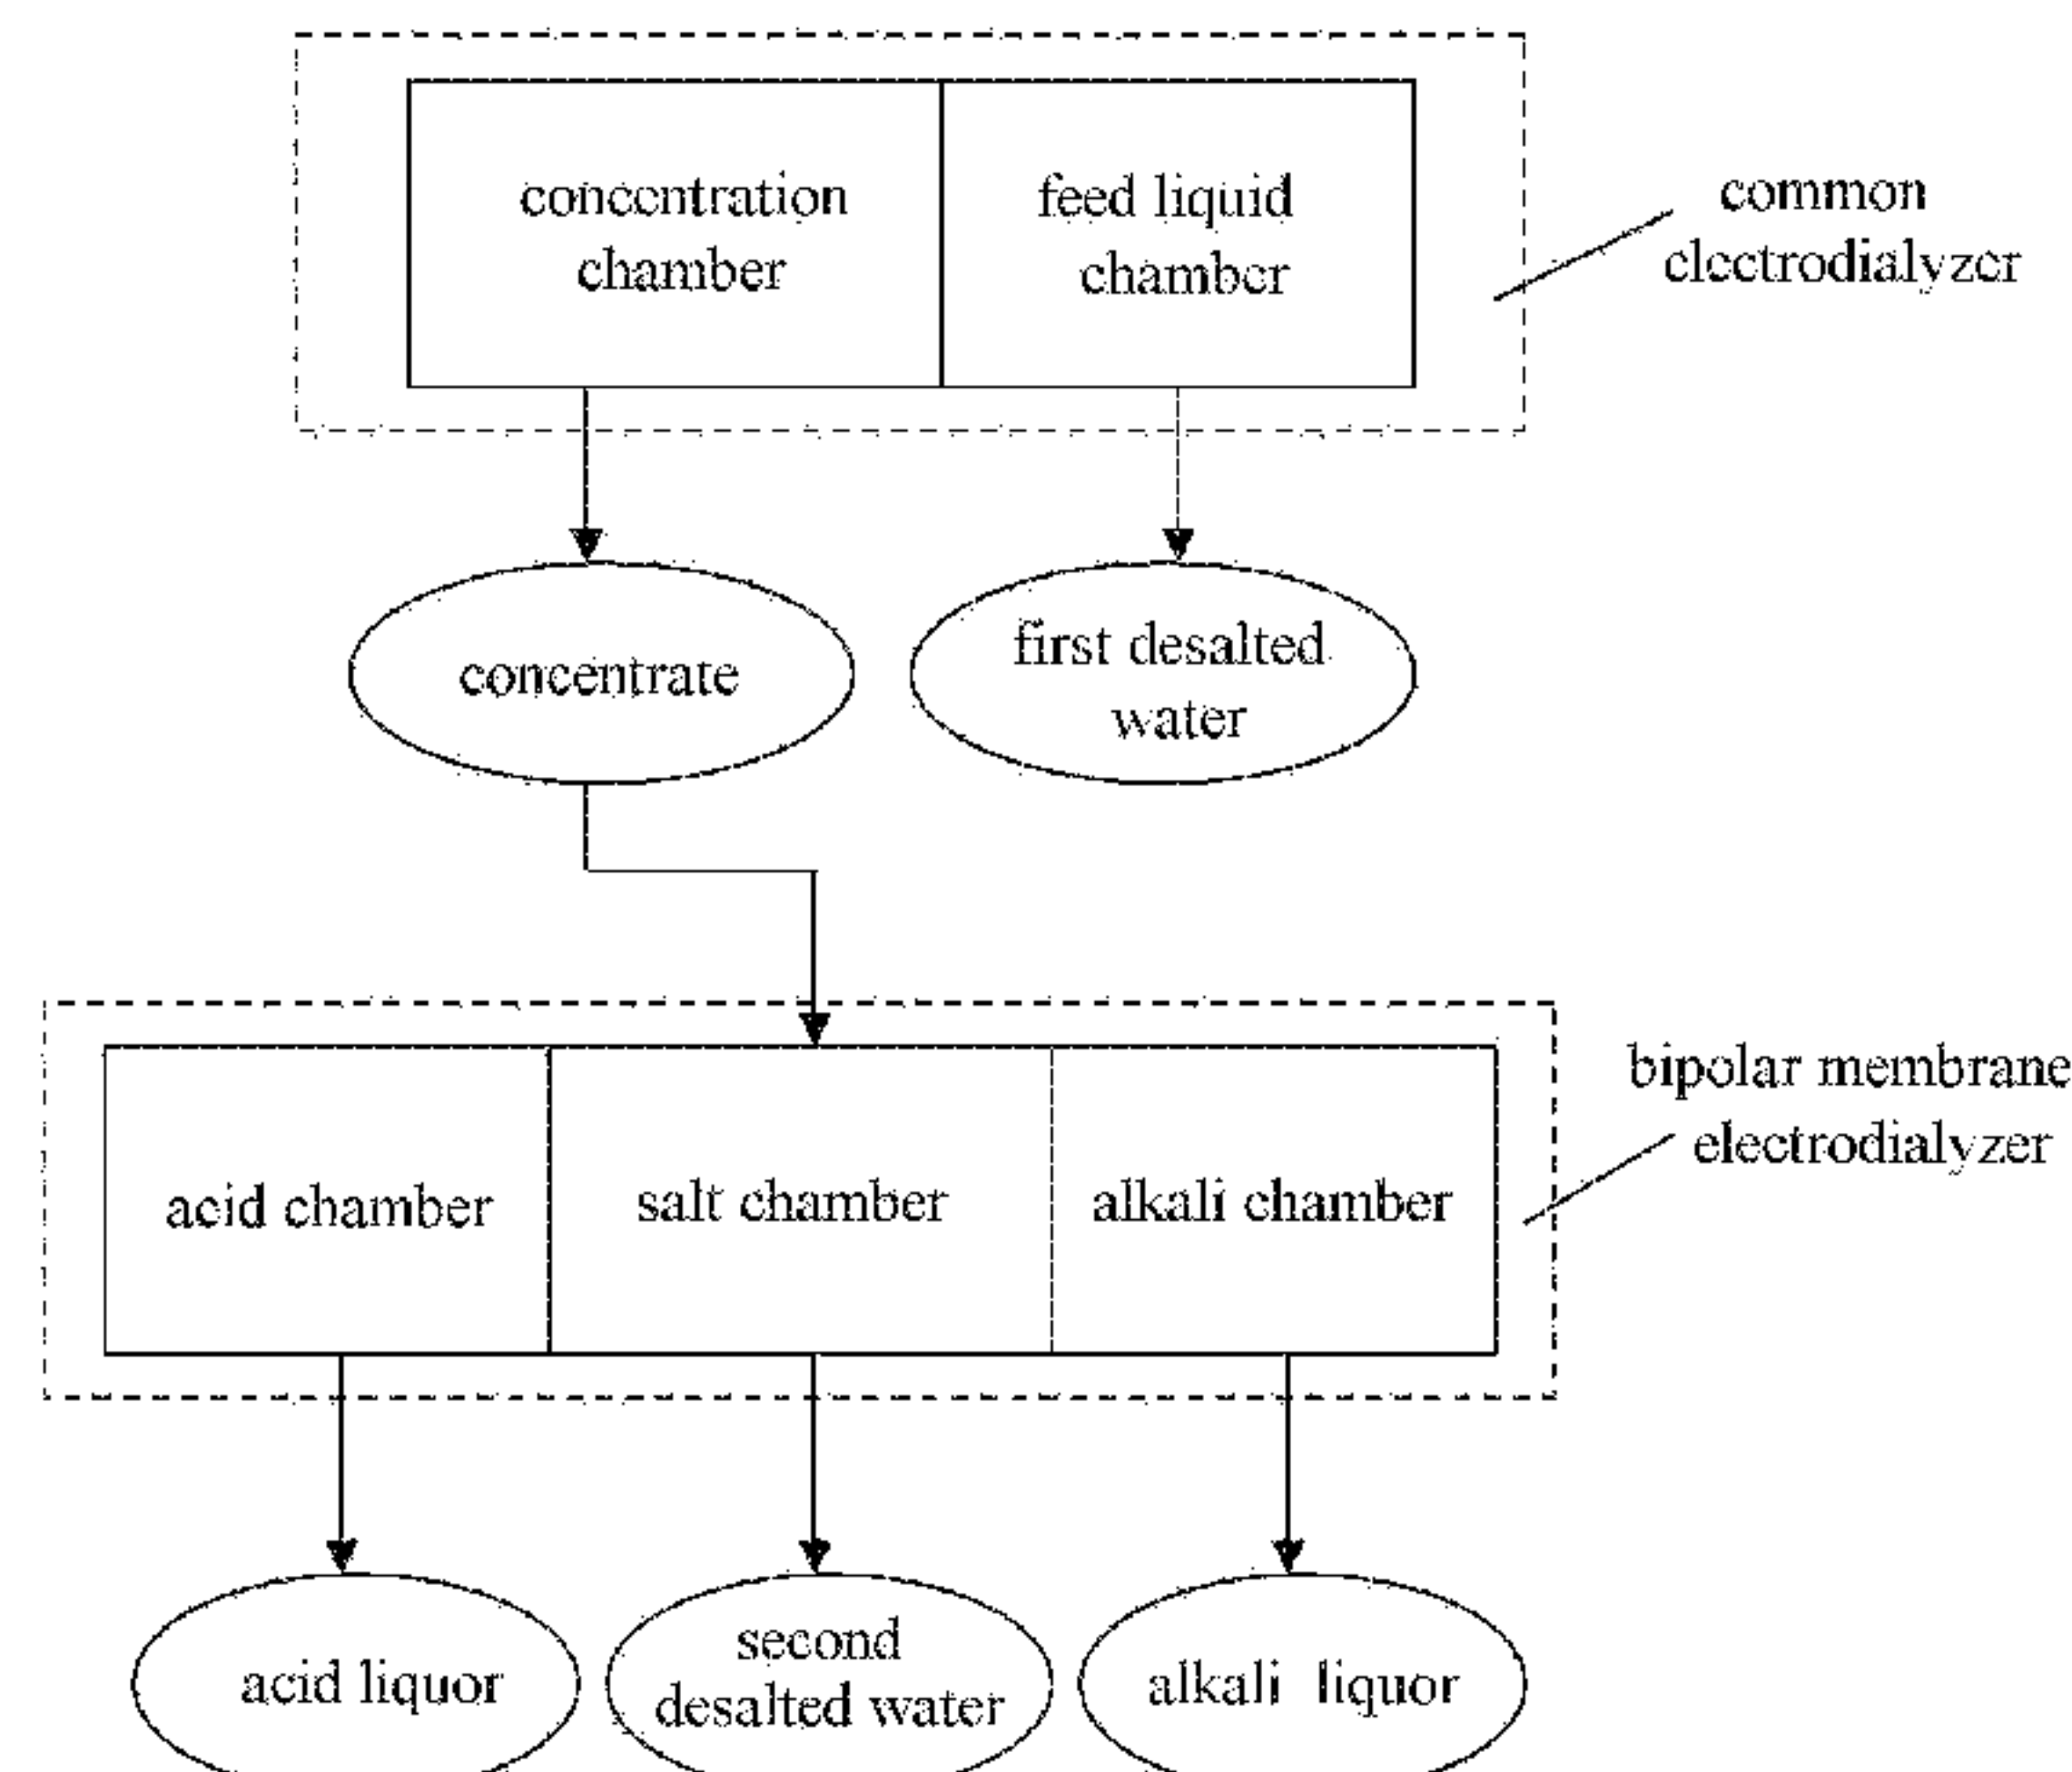 concentration
chamber
feed liquid
chamber
common
electrodialyzer
concentrate
first desalted
water
bipolar membrane
electrodialyzer
acid chamber
salt chamber
alkali chamber
acid liquor
second
desalted water
alkali liquor